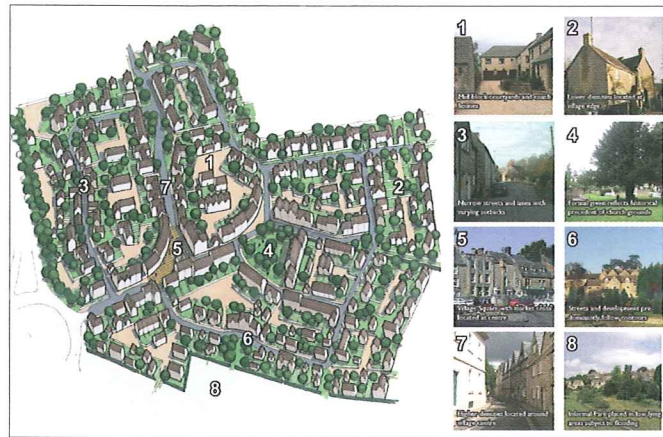 1
2
3
4
5
6
7
8
1
Mid block courtyards and coach
houses
2
Lower densities located at
village edge
3
Narrow streets and lanes with
varying setbacks
4
Formal green reflects historical
precedent of church grounds
5
Village Square with market cross
located at centre
6
Streets and development pre-
dominantly follow contours
7
Higher densities located around
village centre
8
Informal Park placed in low lying
areas subject to flooding